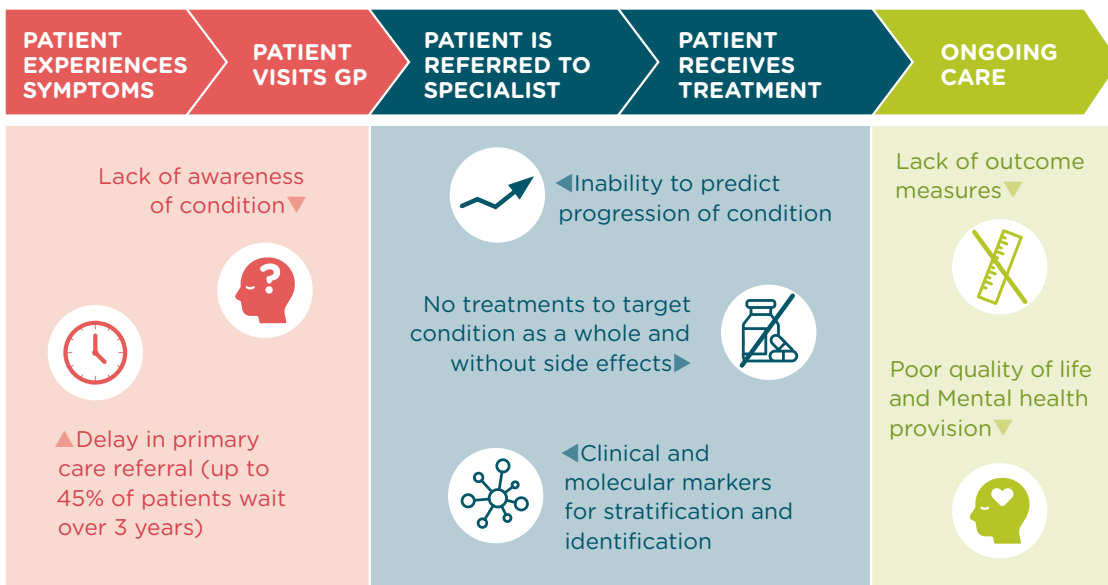 PATIENT
EXPERIENCES
SYMPTOMS
PATIENT
VISITS GP
PATIENT IS
REFERRED TO
SPECIALIST
PATIENT
RECEIVES
TREATMENT
ONGOING
CARE
Lack of awareness
of condition▼
?
▲Delay in primary
care referral (up to
45% of patients wait
over 3 years)
◀Inability to predict
progression of condition
No treatments to target
condition as a whole and
without side effects▶
◀Clinical and
molecular markers
for stratification and
identification
Lack of outcome
measures▼
Poor quality of life
and Mental health
provision▼